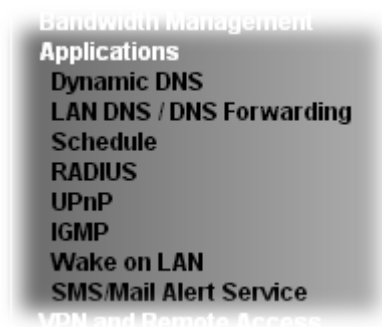 Bandwidth Management
Applications
Dynamic DNS
LAN DNS / DNS Forwarding
Schedule
RADIUS
UPnP
IGMP
Wake on LAN
SMS/Mail Alert Service
VPN and Remote Access